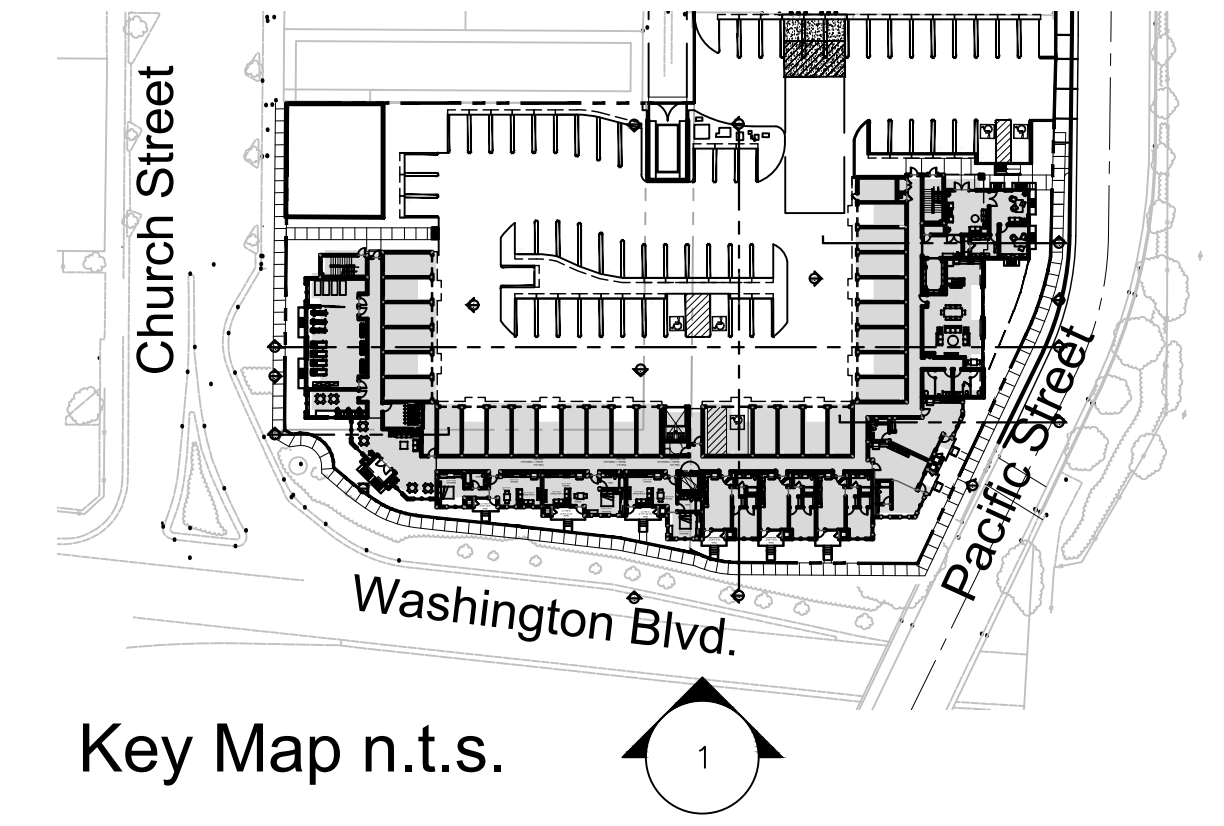 Church Street
Pacific Street
Washington Blvd.
Key Map n.t.s.
1